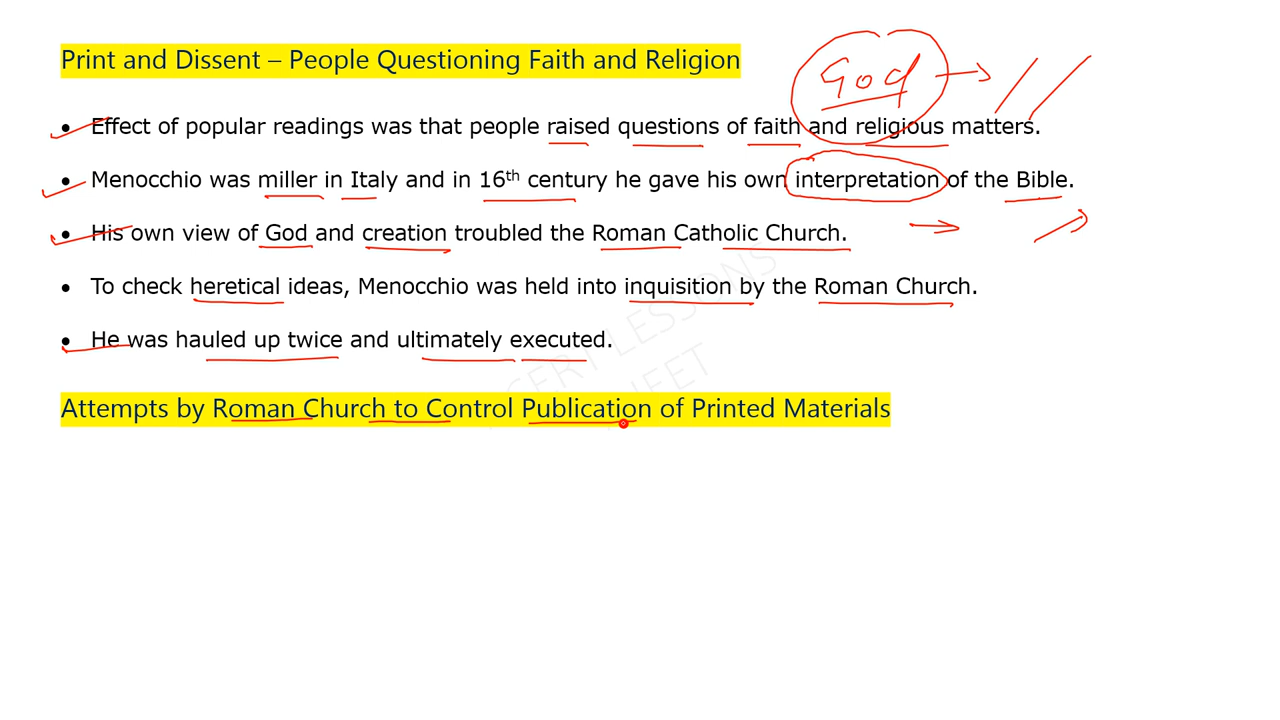 Print and Dissent – People Questioning Faith and Religion
God
• Effect of popular readings was that people raised questions of faith and religious matters.
• Menocchio was miller in Italy and in 16th century he gave his own interpretation of the Bible.
• His own view of God and creation troubled the Roman Catholic Church.
• To check heretical ideas, Menocchio was held into inquisition by the Roman Church.
• He was hauled up twice and ultimately executed.
Attempts by Roman Church to Control Publication of Printed Materials